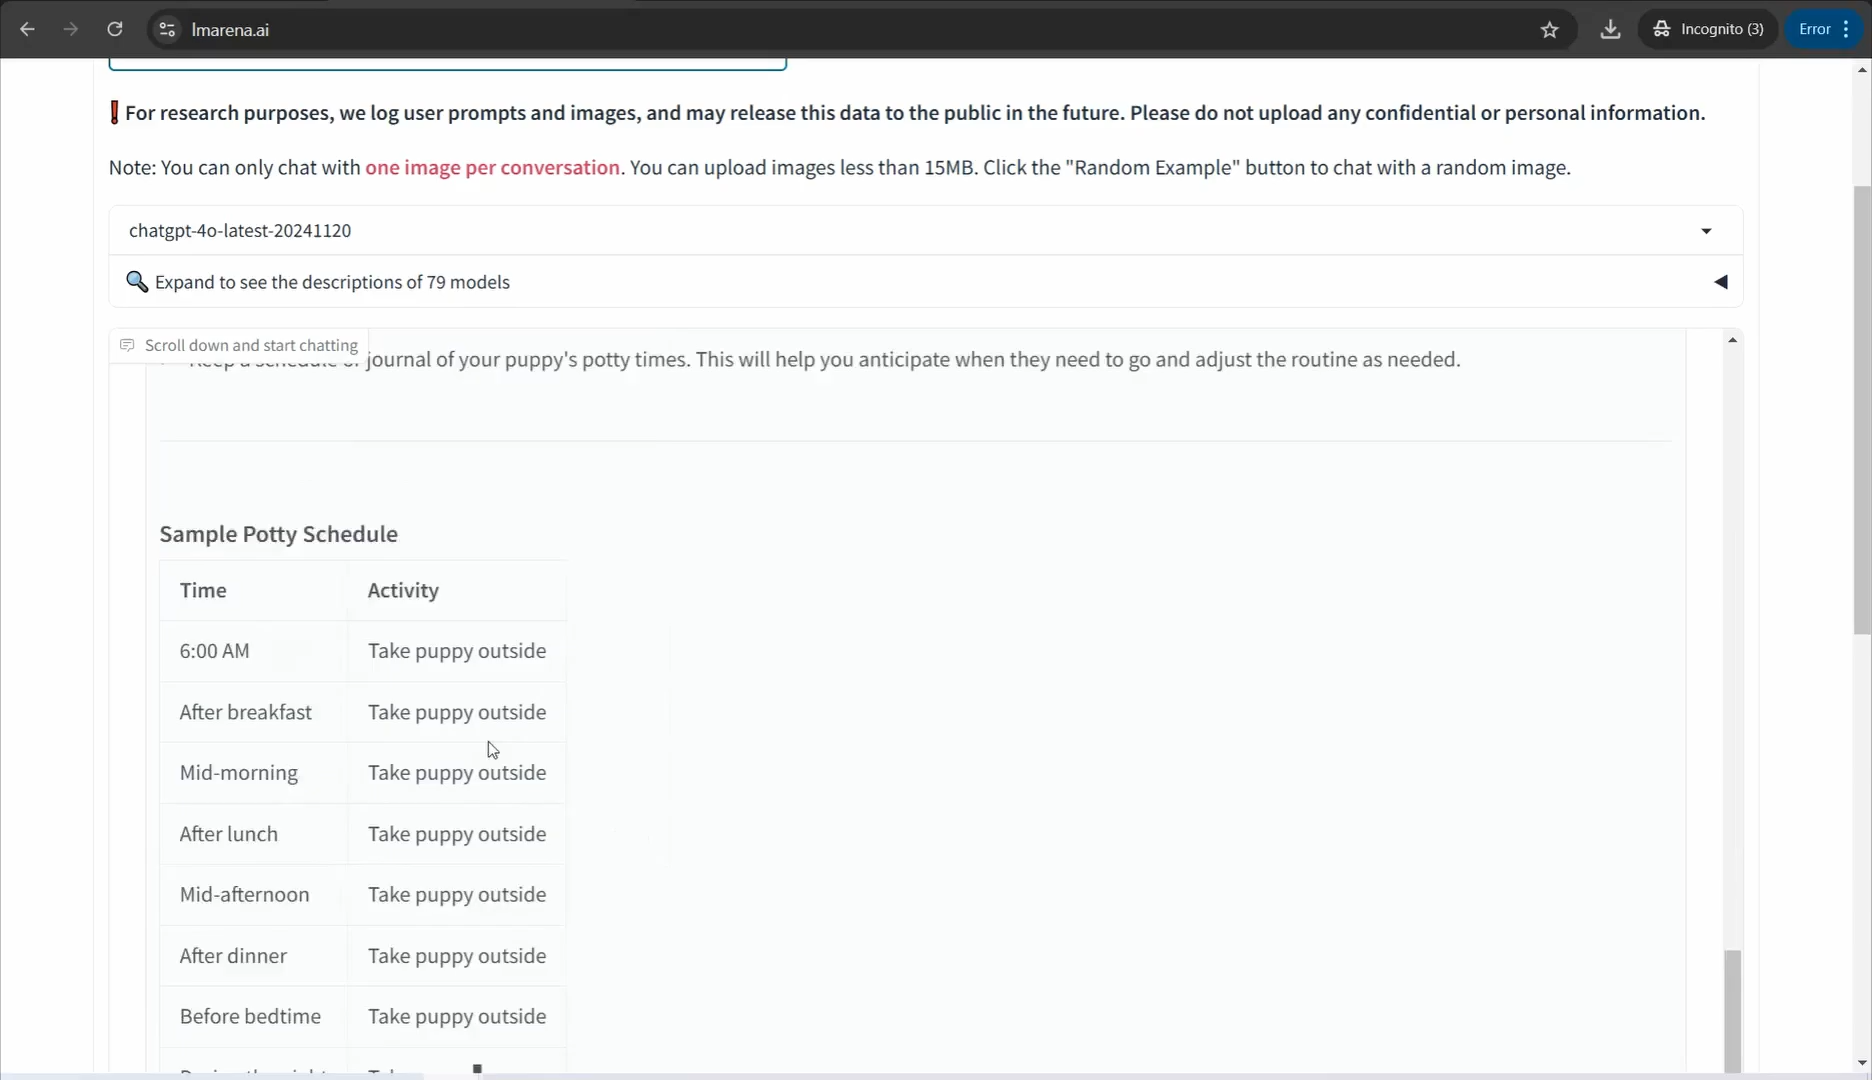 lmarena.ai
Incognito (3)
Error
❗For research purposes, we log user prompts and images, and may release this data to the public in the future. Please do not upload any confidential or personal information.
Note: You can only chat with one image per conversation. You can upload images less than 15MB. Click the "Random Example" button to chat with a random image.
chatgpt-4o-latest-20241120
🔍 Expand to see the descriptions of 79 models
Scroll down and start chatting
journal of your puppy's potty times. This will help you anticipate when they need to go and adjust the routine as needed.
Sample Potty Schedule
Time Activity
6:00 AM Take puppy outside
After breakfast Take puppy outside
Mid-morning Take puppy outside
After lunch Take puppy outside
Mid-afternoon Take puppy outside
After dinner Take puppy outside
Before bedtime Take puppy outside